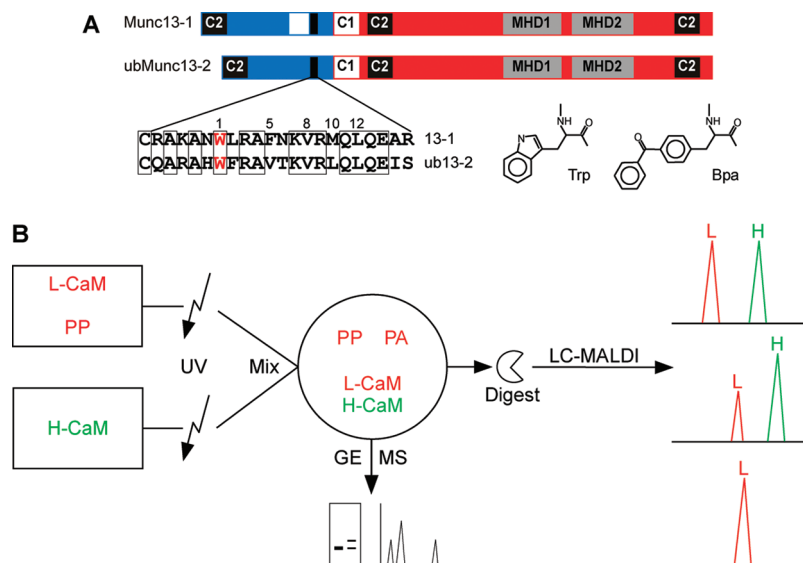 A
Munc13-1 C2 C1 C2 MHD1 MHD2 C2
ubMunc13-2 C2 C1 C2 MHD1 MHD2 C2
1 5 8 10 12
CRAKANWLRAFNKVRMQLQEAR 13-1
CQARAHWFRAVTKVRLQLQEIS ub13-2
NH O Trp
N H
O NH O Bpa
B
L-CaM
PP
H-CaM
UV
Mix
PP PA
L-CaM
H-CaM
GE MS
Digest
LC-MALDI
L H
L H
L